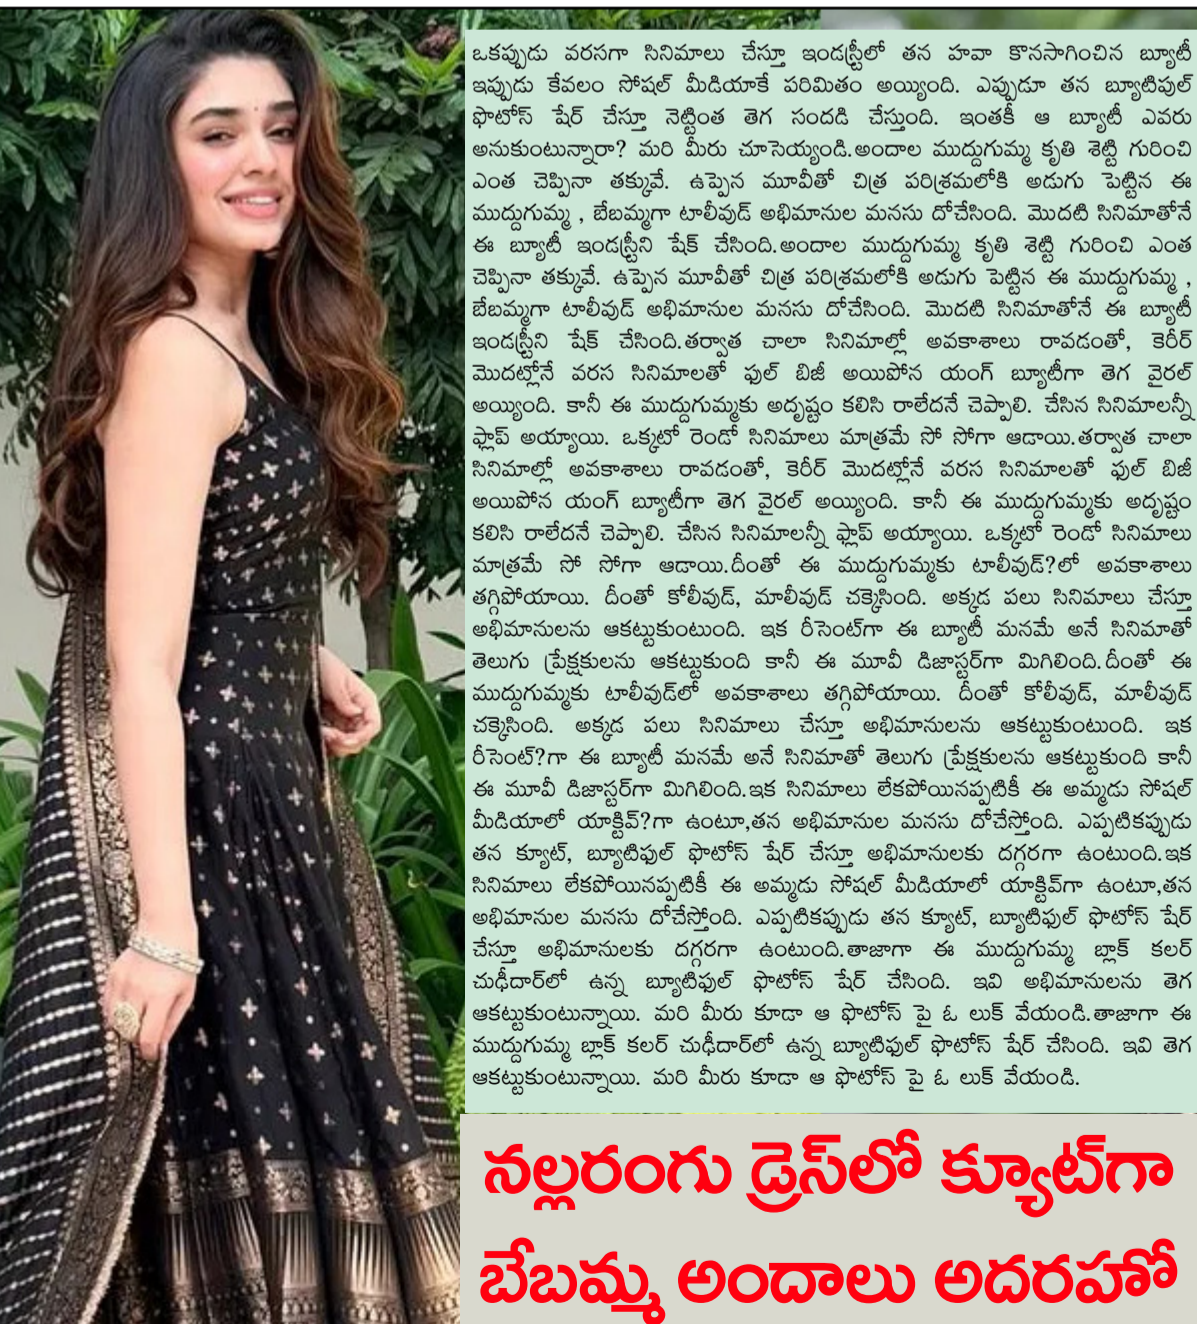 ఒకప్పుడు వరసగా సినిమాలు చేస్తూ ఇండస్ట్రీలో తన హవా కొనసాగించిన బ్యూటీ
ఇప్పుడు కేవలం సోషల్ మీడియాకే పరిమితం అయ్యింది. ఎప్పుడూ తన బ్యూటిఫుల్
ఫొటోస్ షేర్ చేస్తూ నెట్టింత తెగ సందడి చేస్తుంది. ఇంతకీ ఆ బ్యూటీ ఎవరు
అనుకుంటున్నారా? మరి మీరు చూసెయ్యండి.అందాల ముద్దుగుమ్మ కృతి శెట్టి గురించి
ఎంత చెప్పినా తక్కువే. ఉప్పెన మూవీతో చిత్ర పరిశ్రమలోకి అడుగు పెట్టిన ఈ
ముద్దుగుమ్మ , బేబమ్మగా టాలీవుడ్ అభిమానుల మనసు దోచేసింది. మొదటి సినిమాతోనే
ఈ బ్యూటీ ఇండస్ట్రీని షేక్ చేసింది.అందాల ముద్దుగుమ్మ కృతి శెట్టి గురించి ఎంత
చెప్పినా తక్కువే. ఉప్పెన మూవీతో చిత్ర పరిశ్రమలోకి అడుగు పెట్టిన ఈ ముద్దుగుమ్మ ,
బేబమ్మగా టాలీవుడ్ అభిమానుల మనసు దోచేసింది. మొదటి సినిమాతోనే ఈ బ్యూటీ
ఇండస్ట్రీని షేక్ చేసింది.తర్వాత చాలా సినిమాల్లో అవకాశాలు రావడంతో, కెరీర్
మొదట్లోనే వరస సినిమాలతో ఫుల్ బిజీ అయిపోన యంగ్ బ్యూటీగా తెగ వైరల్
అయ్యింది. కానీ ఈ ముద్దుగుమ్మకు అదృష్టం కలిసి రాలేదనే చెప్పాలి. చేసిన సినిమాలన్నీ
ఫ్లాప్ అయ్యాయి. ఒక్కటో రెండో సినిమాలు మాత్రమే సో సోగా ఆడాయి.తర్వాత చాలా
సినిమాల్లో అవకాశాలు రావడంతో, కెరీర్ మొదట్లోనే వరస సినిమాలతో ఫుల్ బిజీ
అయిపోన యంగ్ బ్యూటీగా తెగ వైరల్ అయ్యింది. కానీ ఈ ముద్దుగుమ్మకు అదృష్టం
కలిసి రాలేదనే చెప్పాలి. చేసిన సినిమాలన్నీ ఫ్లాప్ అయ్యాయి. ఒక్కటో రెండో సినిమాలు
మాత్రమే సో సోగా ఆడాయి.దీంతో ఈ ముద్దుగుమ్మకు టాలీవుడ్?లో అవకాశాలు
తగ్గిపోయాయి. దీంతో కోలీవుడ్, మాలీవుడ్ చక్కెసింది. అక్కడ పలు సినిమాలు చేస్తూ
అభిమానులను ఆకట్టుకుంటుంది. ఇక రీసెంట్‌గా ఈ బ్యూటీ మనమే అనే సినిమాతో
తెలుగు ప్రేక్షకులను ఆకట్టుకుంది కానీ ఈ మూవీ డిజాస్టర్‌గా మిగిలింది.దీంతో ఈ
ముద్దుగుమ్మకు టాలీవుడ్‌లో అవకాశాలు తగ్గిపోయాయి. దీంతో కోలీవుడ్, మాలీవుడ్
చక్కెసింది. అక్కడ పలు సినిమాలు చేస్తూ అభిమానులను ఆకట్టుకుంటుంది. ఇక
రీసెంట్?గా ఈ బ్యూటీ మనమే అనే సినిమాతో తెలుగు ప్రేక్షకులను ఆకట్టుకుంది కానీ
ఈ మూవీ డిజాస్టర్‌గా మిగిలింది.ఇక సినిమాలు లేకపోయినప్పటికీ ఈ అమ్మడు సోషల్
మీడియాలో యాక్టివ్?గా ఉంటూ,తన అభిమానుల మనసు దోచేస్తోంది. ఎప్పటికప్పుడు
తన క్యూట్, బ్యూటిఫుల్ ఫొటోస్ షేర్ చేస్తూ అభిమానులకు దగ్గరగా ఉంటుంది.ఇక
సినిమాలు లేకపోయినప్పటికీ ఈ అమ్మడు సోషల్ మీడియాలో యాక్టివ్‌గా ఉంటూ,తన
అభిమానుల మనసు దోచేస్తోంది. ఎప్పటికప్పుడు తన క్యూట్, బ్యూటిఫుల్ ఫొటోస్ షేర్
చేస్తూ అభిమానులకు దగ్గరగా ఉంటుంది.తాజాగా ఈ ముద్దుగుమ్మ బ్లాక్ కలర్
చుఢీదార్‌లో ఉన్న బ్యూటిఫుల్ ఫొటోస్ షేర్ చేసింది. ఇవి అభిమానులను తెగ
ఆకట్టుకుంటున్నాయి. మరి మీరు కూడా ఆ ఫొటోస్ పై ఓ లుక్ వేయండి.తాజాగా ఈ
ముద్దుగుమ్మ బ్లాక్ కలర్ చుఢీదార్‌లో ఉన్న బ్యూటిఫుల్ ఫొటోస్ షేర్ చేసింది. ఇవి తెగ
ఆకట్టుకుంటున్నాయి. మరి మీరు కూడా ఆ ఫొటోస్ పై ఓ లుక్ వేయండి.
నల్లరంగు డ్రెస్‌లో క్యూట్‌గా
బేబమ్మ అందాలు అదరహో